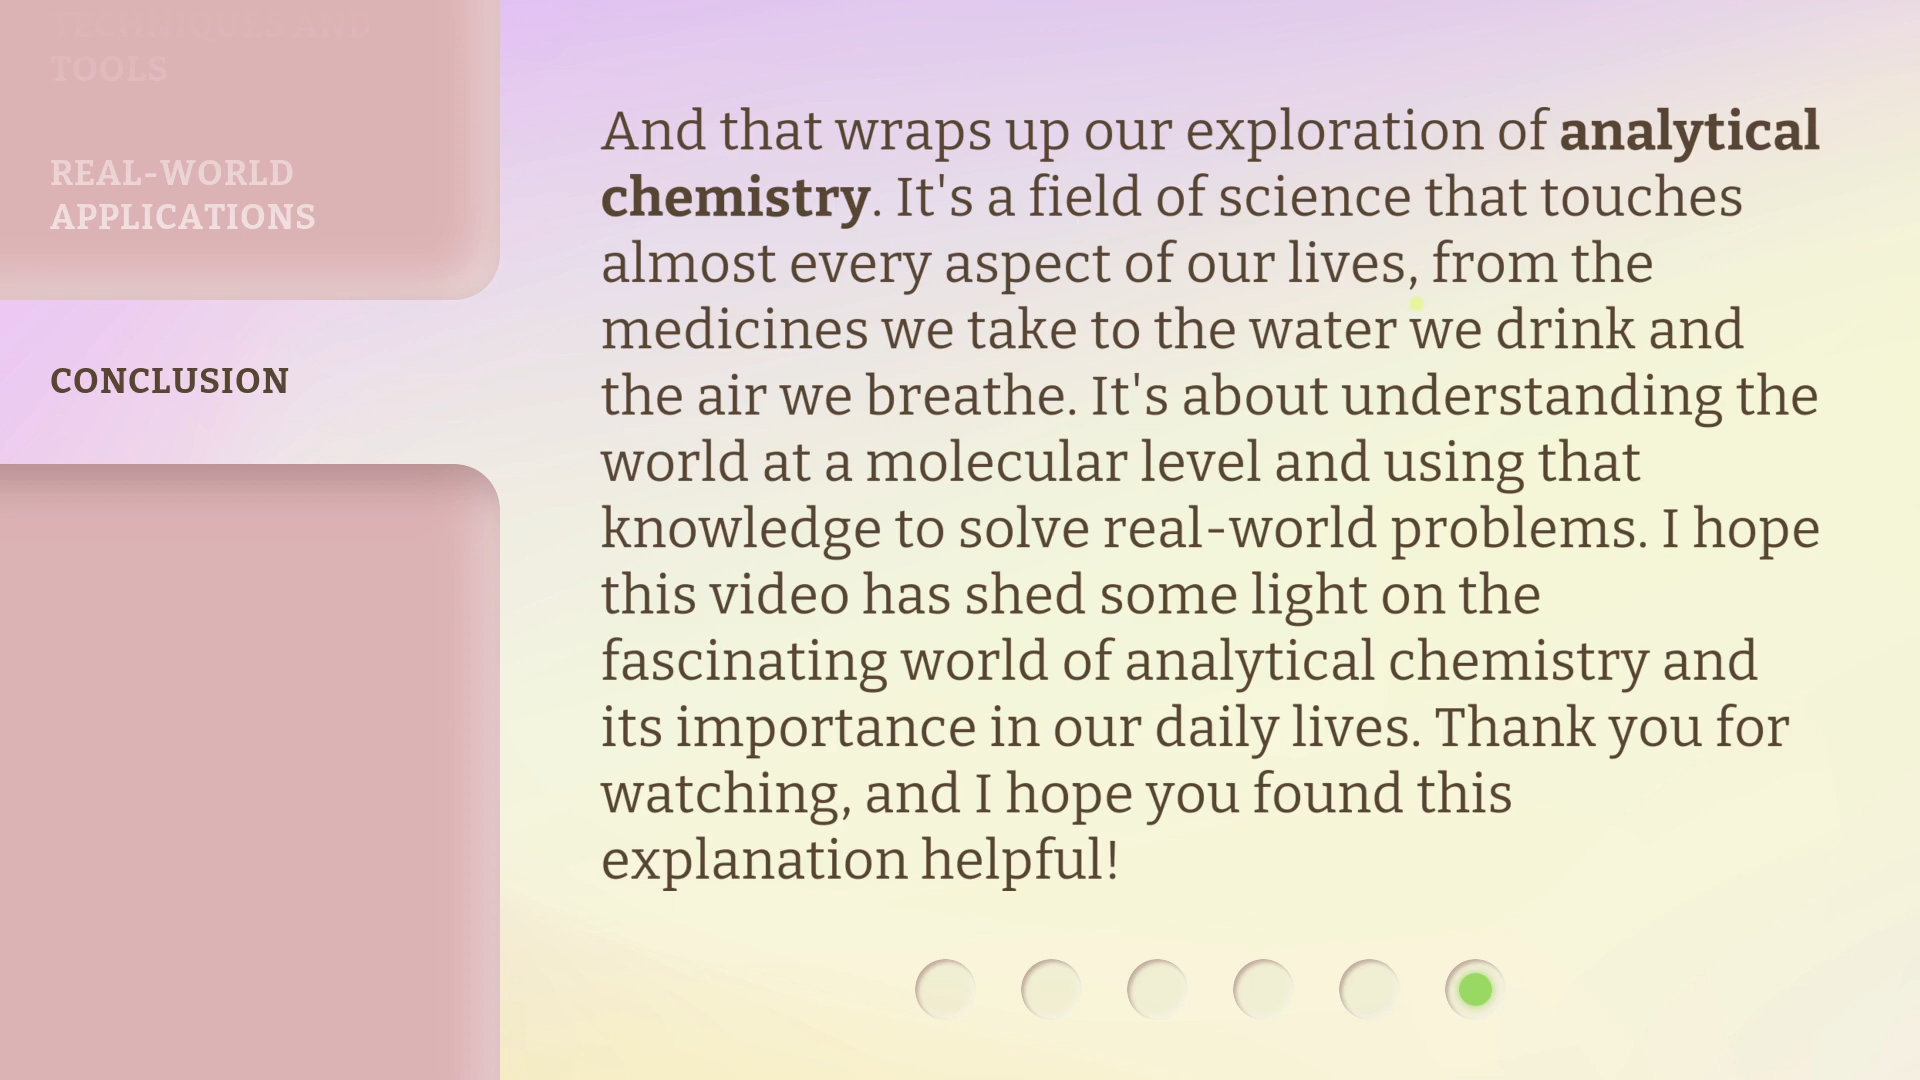 TECHNIQUES AND
TOOLS
REAL-WORLD
APPLICATIONS
CONCLUSION
And that wraps up our exploration of analytical
chemistry. It's a field of science that touches
almost every aspect of our lives, from the
medicines we take to the water we drink and
the air we breathe. It's about understanding the
world at a molecular level and using that
knowledge to solve real-world problems. I hope
this video has shed some light on the
fascinating world of analytical chemistry and
its importance in our daily lives. Thank you for
watching, and I hope you found this
explanation helpful!